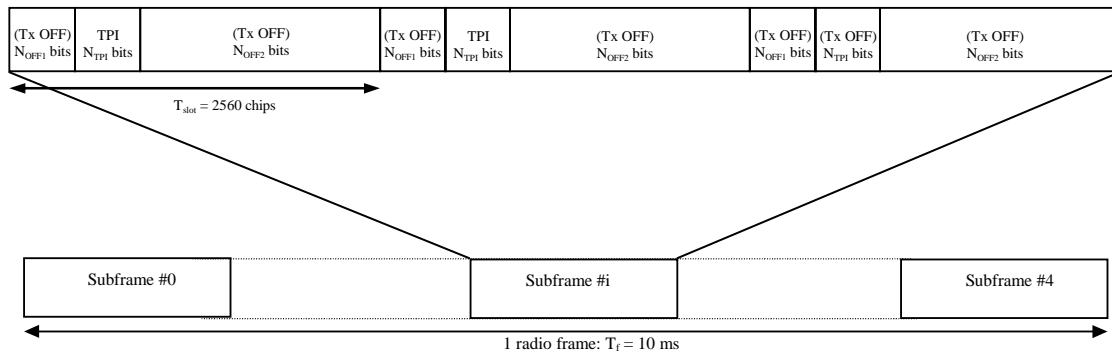 (Tx OFF)
N_OFF1 bits
TPI
N_TPI bits
(Tx OFF)
N_OFF2 bits
(Tx OFF)
N_OFF1 bits
TPI
N_TPI bits
(Tx OFF)
N_OFF2 bits
(Tx OFF)
N_OFF1 bits
(Tx OFF)
N_TPI bits
(Tx OFF)
N_OFF2 bits
T_slot = 2560 chips
Subframe #0
Subframe #i
Subframe #4
1 radio frame: T_f = 10 ms